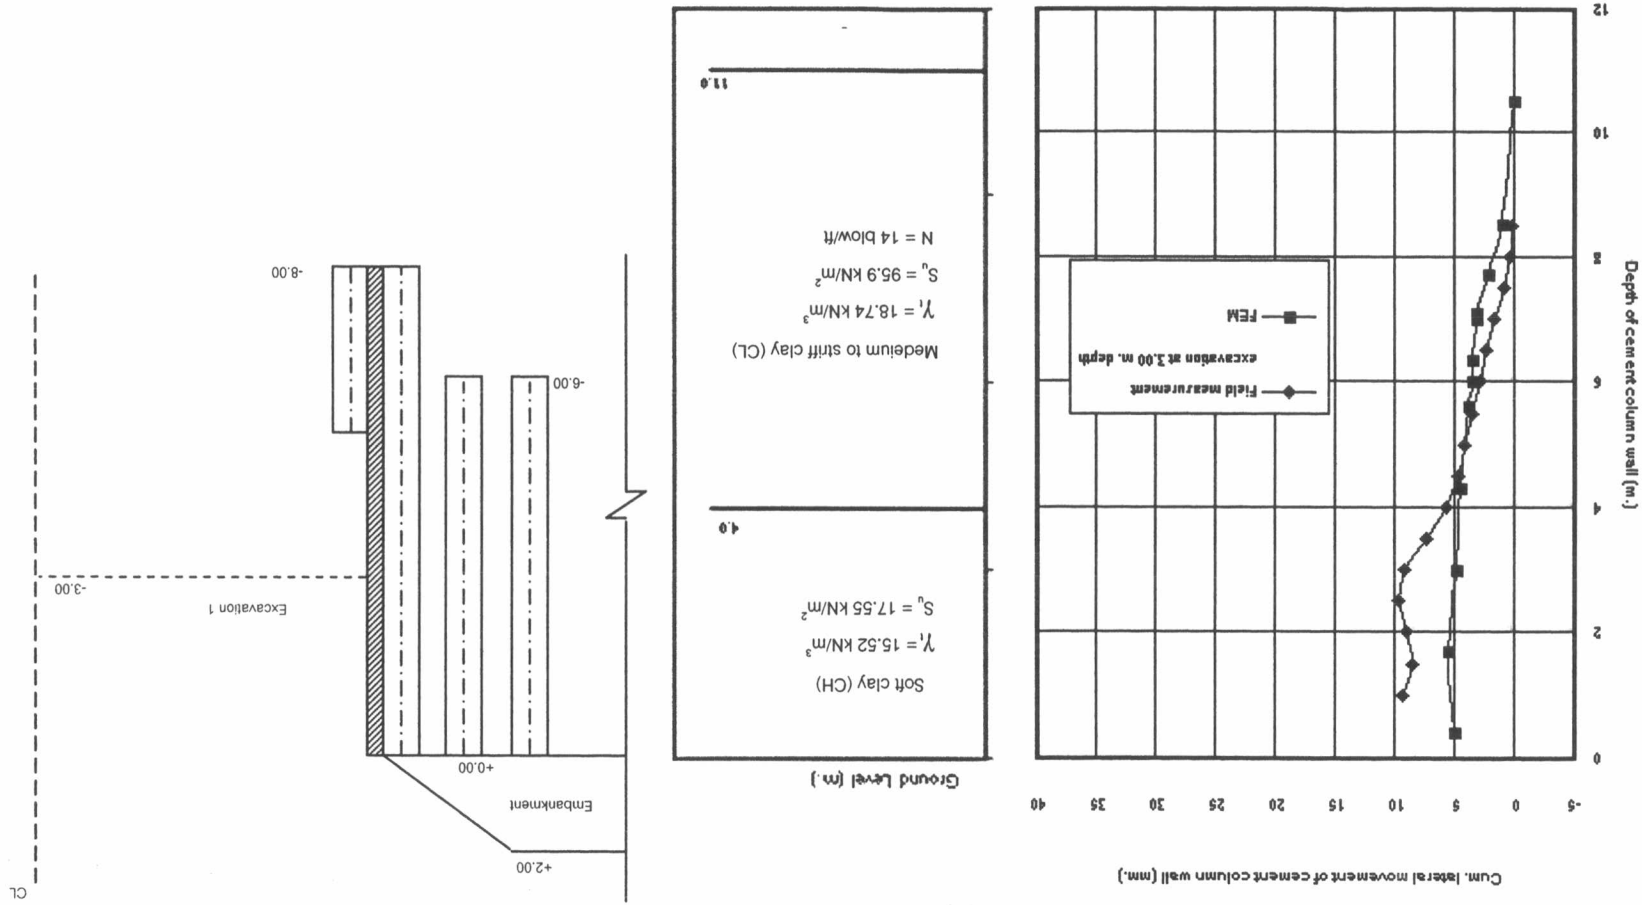 Cum. lateral movement of cement column wall (mm.)
-5 0 5 10 15 20 25 30 35 40
Depth of cement column wall (m.)
0
2
4
6
8
10
12
Field measurement
excavation at 3.00 m. depth
FEM
Ground Level (m.)
Soft clay (CH)
γt = 15.52 kN/m³
Su = 17.55 kN/m²
4.0
Medeium to striff clay (CL)
γt = 18.74 kN/m³
Su = 95.9 kN/m²
N = 14 blow/ft
11.0
CL
+2.00
Embankment
+0.00
Excavation 1
-3.00
-6.00
-8.00